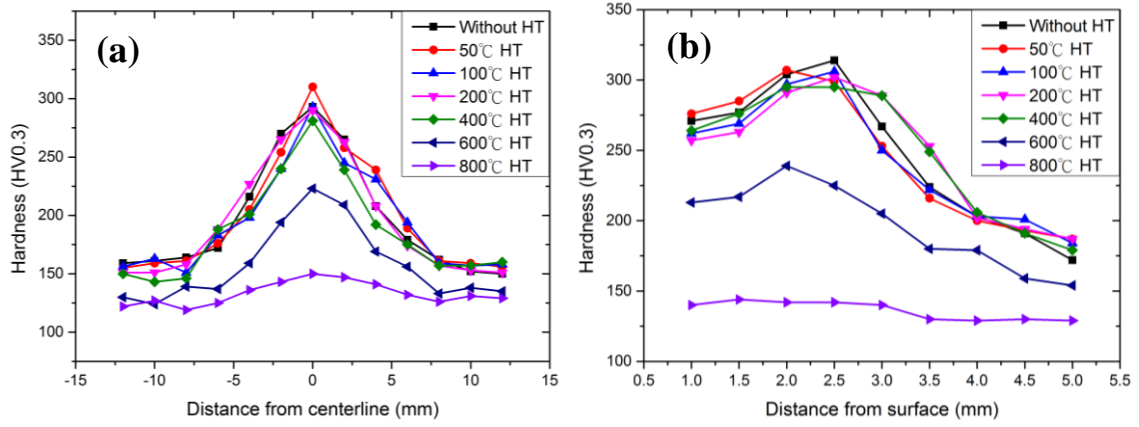 (a)
Without HT
50℃ HT
100℃ HT
200℃ HT
400℃ HT
600℃ HT
800℃ HT
350
300
250
200
150
100
Hardness (HV0.3)
-15
-10
-5
0
5
10
15
Distance from centerline (mm)
(b)
Without HT
50℃ HT
100℃ HT
200℃ HT
400℃ HT
600℃ HT
800℃ HT
350
300
250
200
150
100
Hardness (HV0.3)
0.5
1.0
1.5
2.0
2.5
3.0
3.5
4.0
4.5
5.0
5.5
Distance from surface (mm)